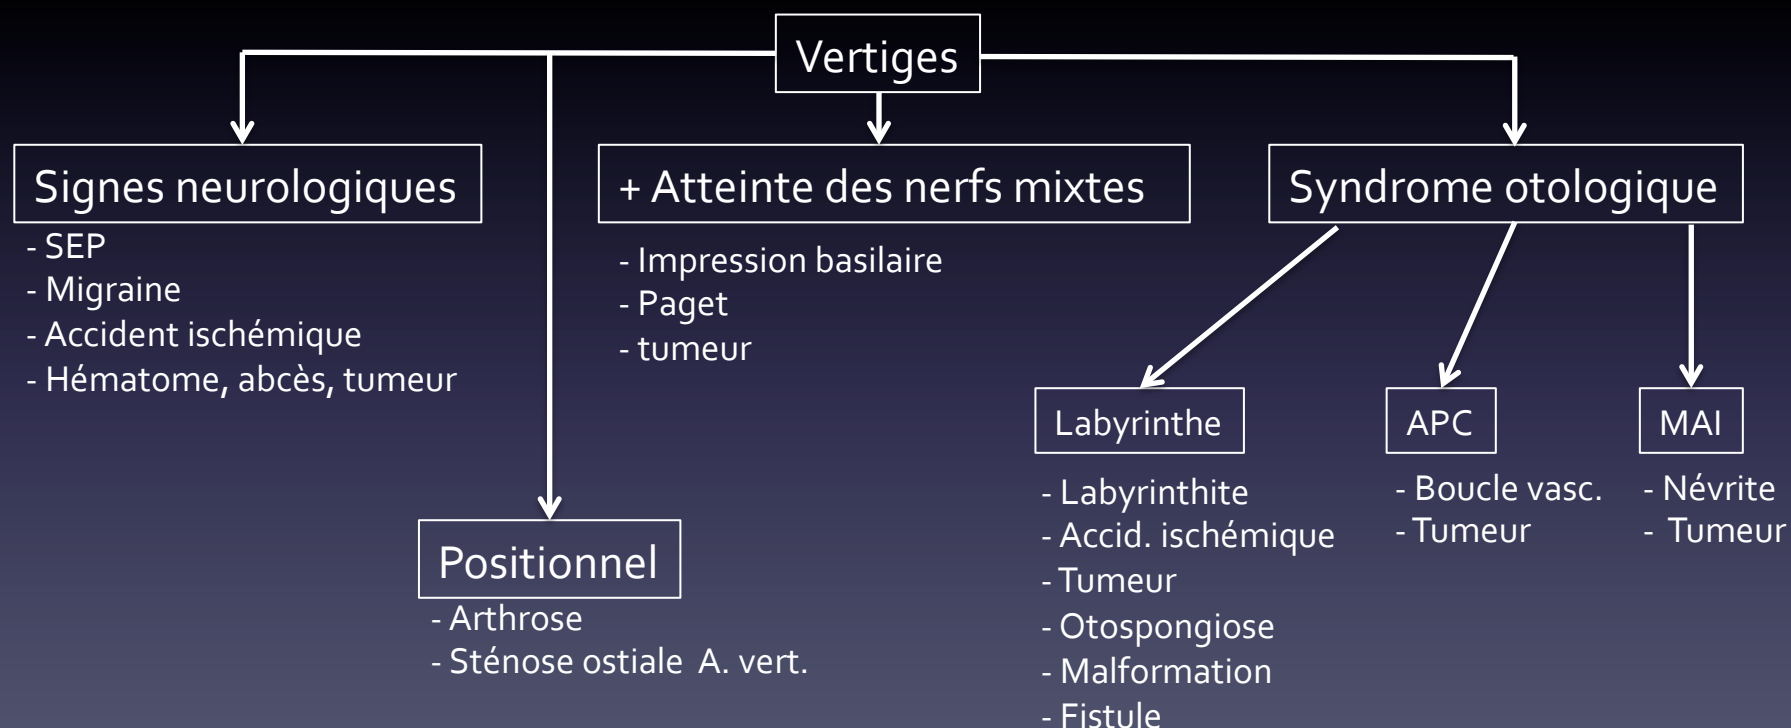 Vertiges
Signes neurologiques
- SEP
- Migraine
- Accident ischémique
- Hématome, abcès, tumeur
Positionnel
- Arthrose
- Sténose ostiale A. vert.
+ Atteinte des nerfs mixtes
- Impression basilaire
- Paget
- tumeur
Syndrome otologique
Labyrinthe
- Labyrinthite
- Accid. ischémique
- Tumeur
- Otospongiose
- Malformation
- Fistule
APC
- Boucle vasc.
- Tumeur
MAI
- Névrite
- Tumeur